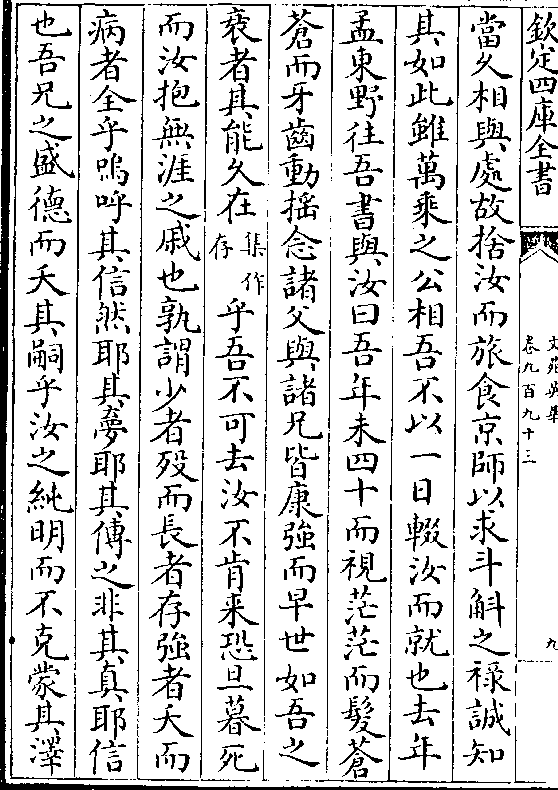 欽定四庫全書
文苑英華
卷九百九十三
九
當久相與處故捨汝而旅食京師以求斗斛之禄誠知
其如此雖萬乘之公相吾不以一日輟汝而就也去年
孟東野往吾書與汝曰吾年未四十而視茫茫而髮蒼
蒼而牙齒動摇念諸父與諸兄皆康強而早世如吾之
衰者其能久在集作存乎吾不可去汝不肯来恐旦暮死
而汝抱無涯之戚也孰謂少者殁而長者存強者夭而
病者全乎嗚呼其信然耶其夢耶其傳之非其真耶信
也吾兄之盛德而夭其嗣乎汝之純明而不克蒙其澤